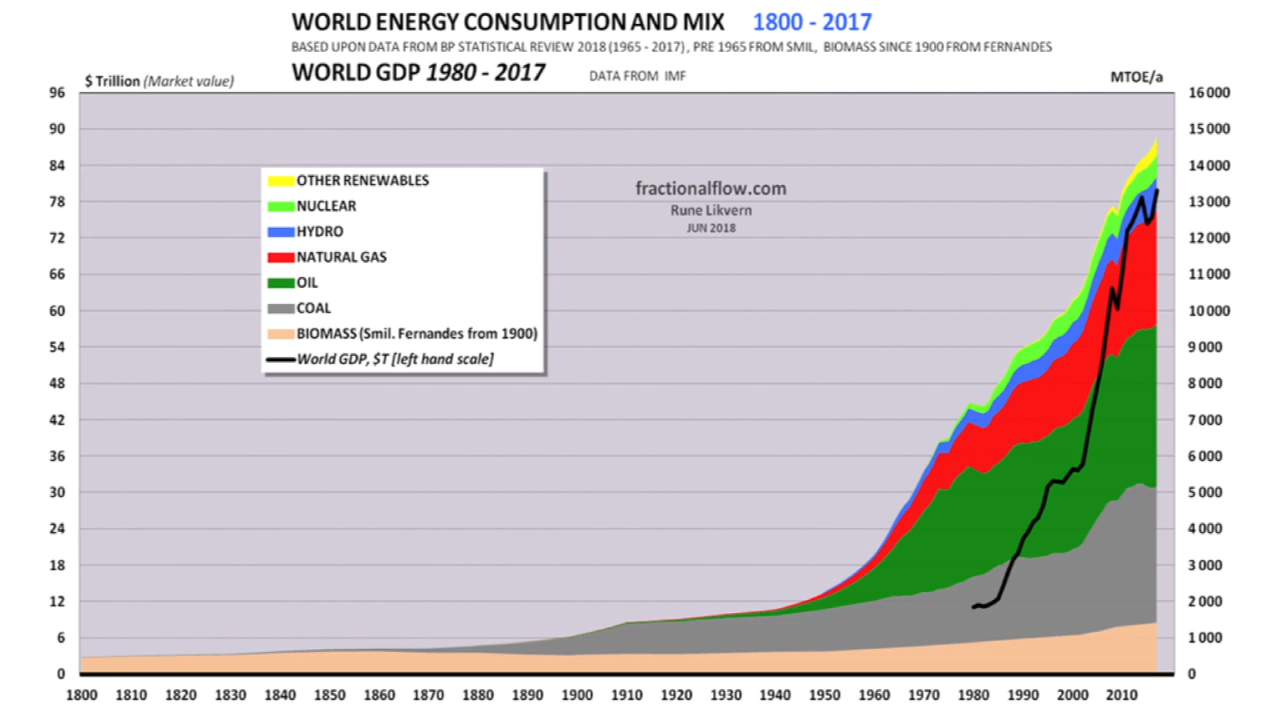 WORLD ENERGY CONSUMPTION AND MIX 1800 - 2017
BASED UPON DATA FROM BP STATISTICAL REVIEW 2018 (1965 - 2017) , PRE 1965 FROM SMIL, BIOMASS SINCE 1900 FROM FERNANDES
WORLD GDP 1980 - 2017 DATA FROM IMF
$ Trillion (Market value) MTOE/a
96 16 000
90 15 000
84 14 000
78 13 000
72 12 000
66 11 000
60 10 000
54 9 000
48 8 000
42 7 000
36 6 000
30 5 000
24 4 000
18 3 000
12 2 000
6 1 000
0 0
OTHER RENEWABLES
NUCLEAR
HYDRO
NATURAL GAS
OIL
COAL
BIOMASS (Smil. Fernandes from 1900)
World GDP, $T [left hand scale]
fractionalflow.com
Rune Likvern
JUN 2018
1800 1810 1820 1830 1840 1850 1860 1870 1880 1890 1900 1910 1920 1930 1940 1950 1960 1970 1980 1990 2000 2010